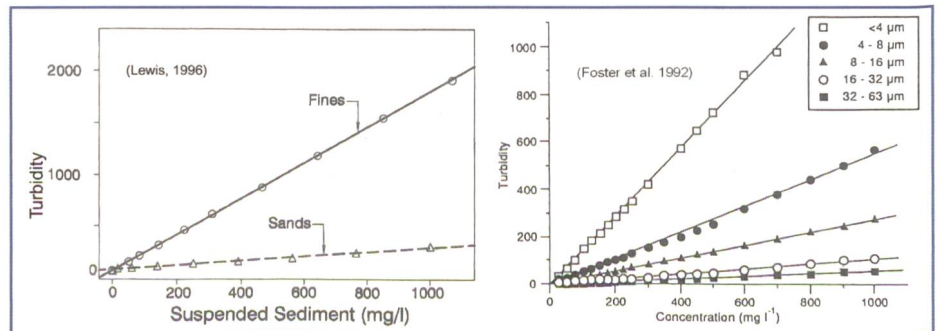 (Lewis, 1996)
Fines
Sands
Turbidity
2000
1000
0
0 200 400 600 800 1000
Suspended Sediment (mg/l)
(Foster et al. 1992)
<4 µm
4 - 8 µm
8 - 16 µm
16 - 32 µm
32 - 63 µm
Turbidity
1000
800
600
400
200
0
200 400 600 800 1000
Concentration (mg l⁻¹)